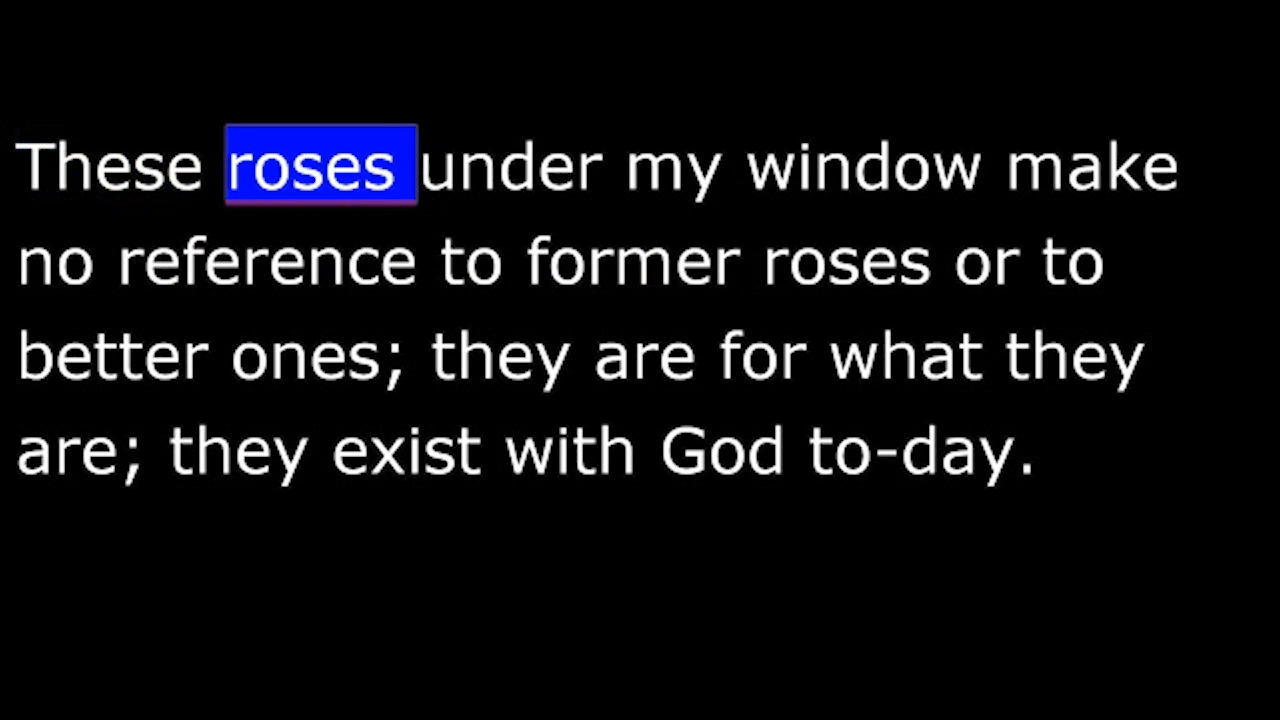 These roses under my window make
no reference to former roses or to
better ones; they are for what they
are; they exist with God to-day.